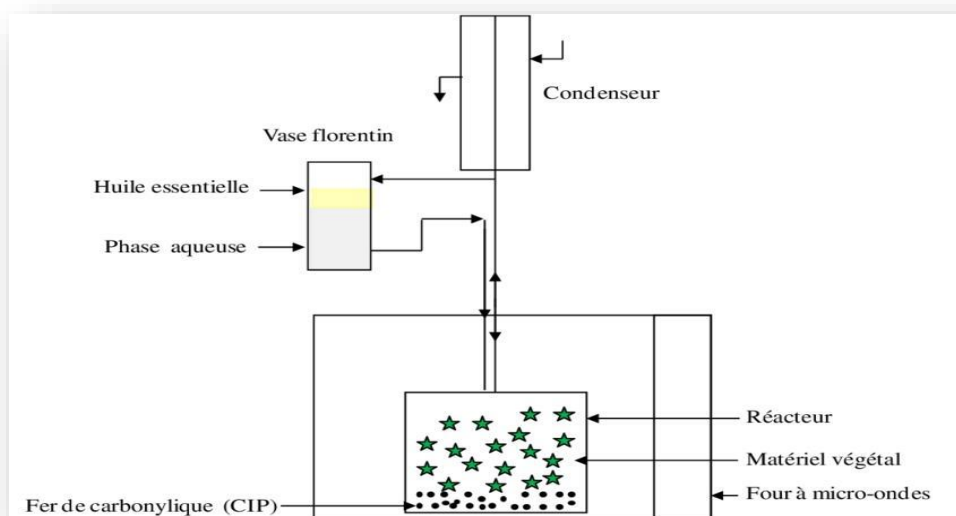 Condenseur
Vase florentin
Huile essentielle
Phase aqueuse
Réacteur
Matériel végétal
Four à micro-ondes
Fer de carbonylique (CIP)